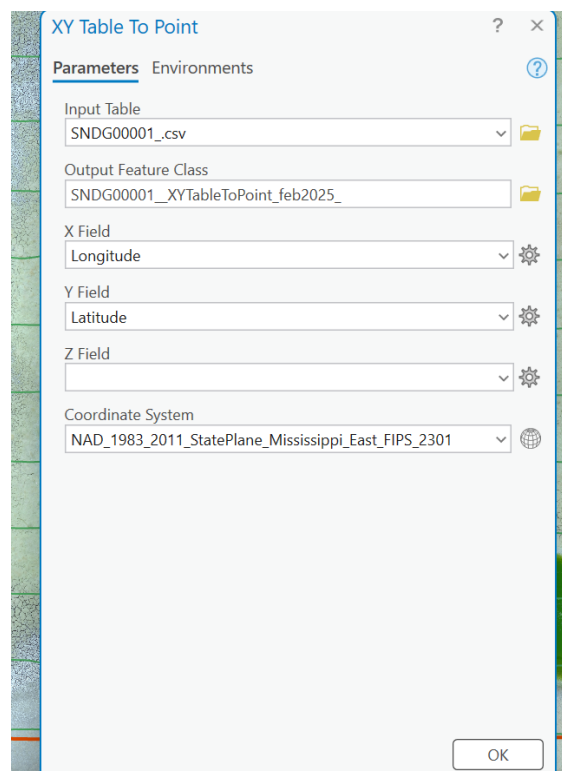 XY Table To Point ? ×
Parameters Environments ?
Input Table
SNDG00001_.csv
Output Feature Class
SNDG00001__XYTableToPoint_feb2025_
X Field
Longitude
Y Field
Latitude
Z Field
Coordinate System
NAD_1983_2011_StatePlane_Mississippi_East_FIPS_2301
OK